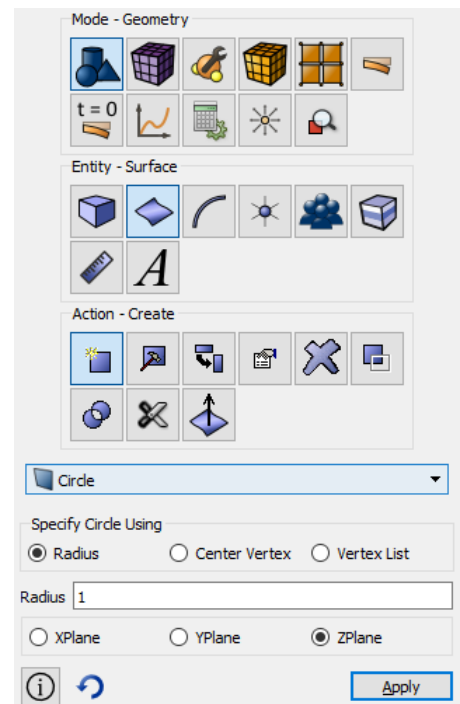 Mode - Geometry
t = 0
Entity - Surface
A
Action - Create
Circle
Specify Circle Using
Radius Center Vertex Vertex List
Radius 1
XPlane YPlane ZPlane
i Apply